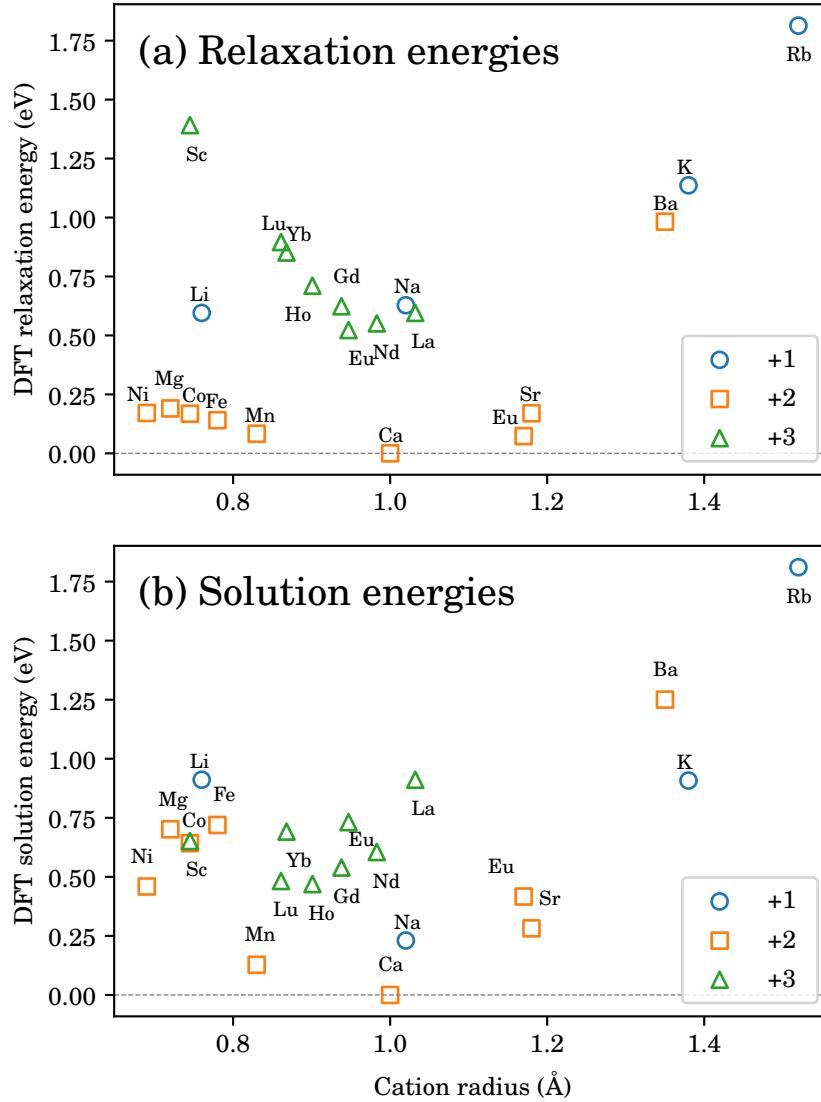 (a) Relaxation energies
DFT relaxation energy (eV)
1.75
1.50
1.25
1.00
0.75
0.50
0.25
0.00
Rb
Sc
K
Ba
Lu
Yb
Gd
Na
Li
Ho
Eu
Nd
La
Mg
Ni
Co
Fe
Mn
Sr
Eu
Ca
+1
+2
+3
0.8
1.0
1.2
1.4
(b) Solution energies
DFT solution energy (eV)
1.75
1.50
1.25
1.00
0.75
0.50
0.25
0.00
Rb
Ba
K
Li
Fe
Mg
Co
La
Sc
Ni
Yb
Eu
Nd
Gd
Lu
Ho
Eu
Sr
Na
Mn
Ca
+1
+2
+3
0.8
1.0
1.2
1.4
Cation radius (Å)